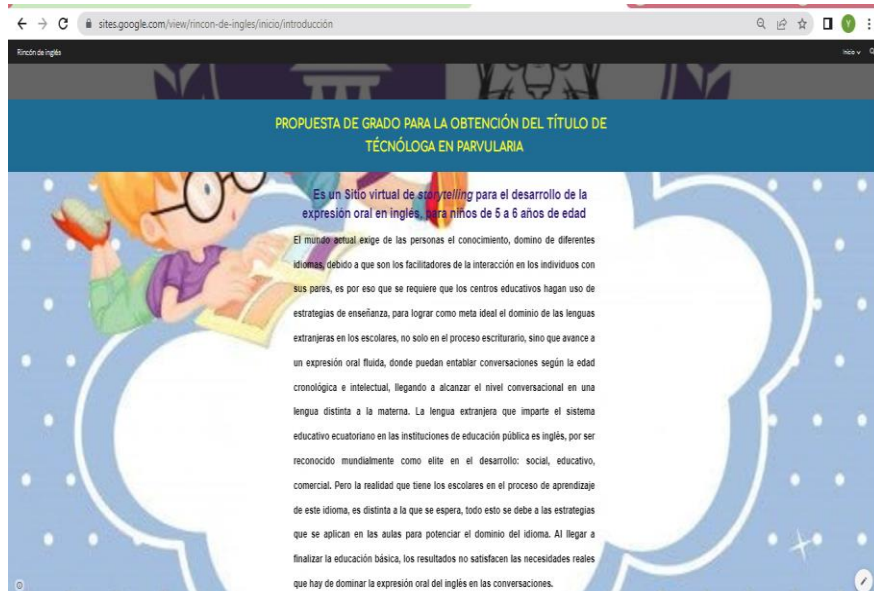 sites.google.com/view/rincon-de-ingles/inicio/introducción
Y
Rincón de inglés
Inicio
PROPUESTA DE GRADO PARA LA OBTENCIÓN DEL TÍTULO DE
TÉCNÓLOGA EN PARVULARIA
Es un Sitio virtual de storytelling para el desarrollo de la
expresión oral en inglés, para niños de 5 a 6 años de edad
El mundo actual exige de las personas el conocimiento, domino de diferentes
idiomas, debido a que son los facilitadores de la interacción en los individuos con
sus pares, es por eso que se requiere que los centros educativos hagan uso de
estrategias de enseñanza, para lograr como meta ideal el dominio de las lenguas
extranjeras en los escolares, no solo en el proceso escriturario, sino que avance a
un expresión oral fluida, donde puedan entablar conversaciones según la edad
cronológica e intelectual, llegando a alcanzar el nivel conversacional en una
lengua distinta a la materna. La lengua extranjera que imparte el sistema
educativo ecuatoriano en las instituciones de educación pública es inglés, por ser
reconocido mundialmente como elite en el desarrollo: social, educativo,
comercial. Pero la realidad que tiene los escolares en el proceso de aprendizaje
de este idioma, es distinta a la que se espera, todo esto se debe a las estrategias
que se aplican en las aulas para potenciar el dominio del idioma. Al llegar a
finalizar la educación básica, los resultados no satisfacen las necesidades reales
que hay de dominar la expresión oral del inglés en las conversaciones.